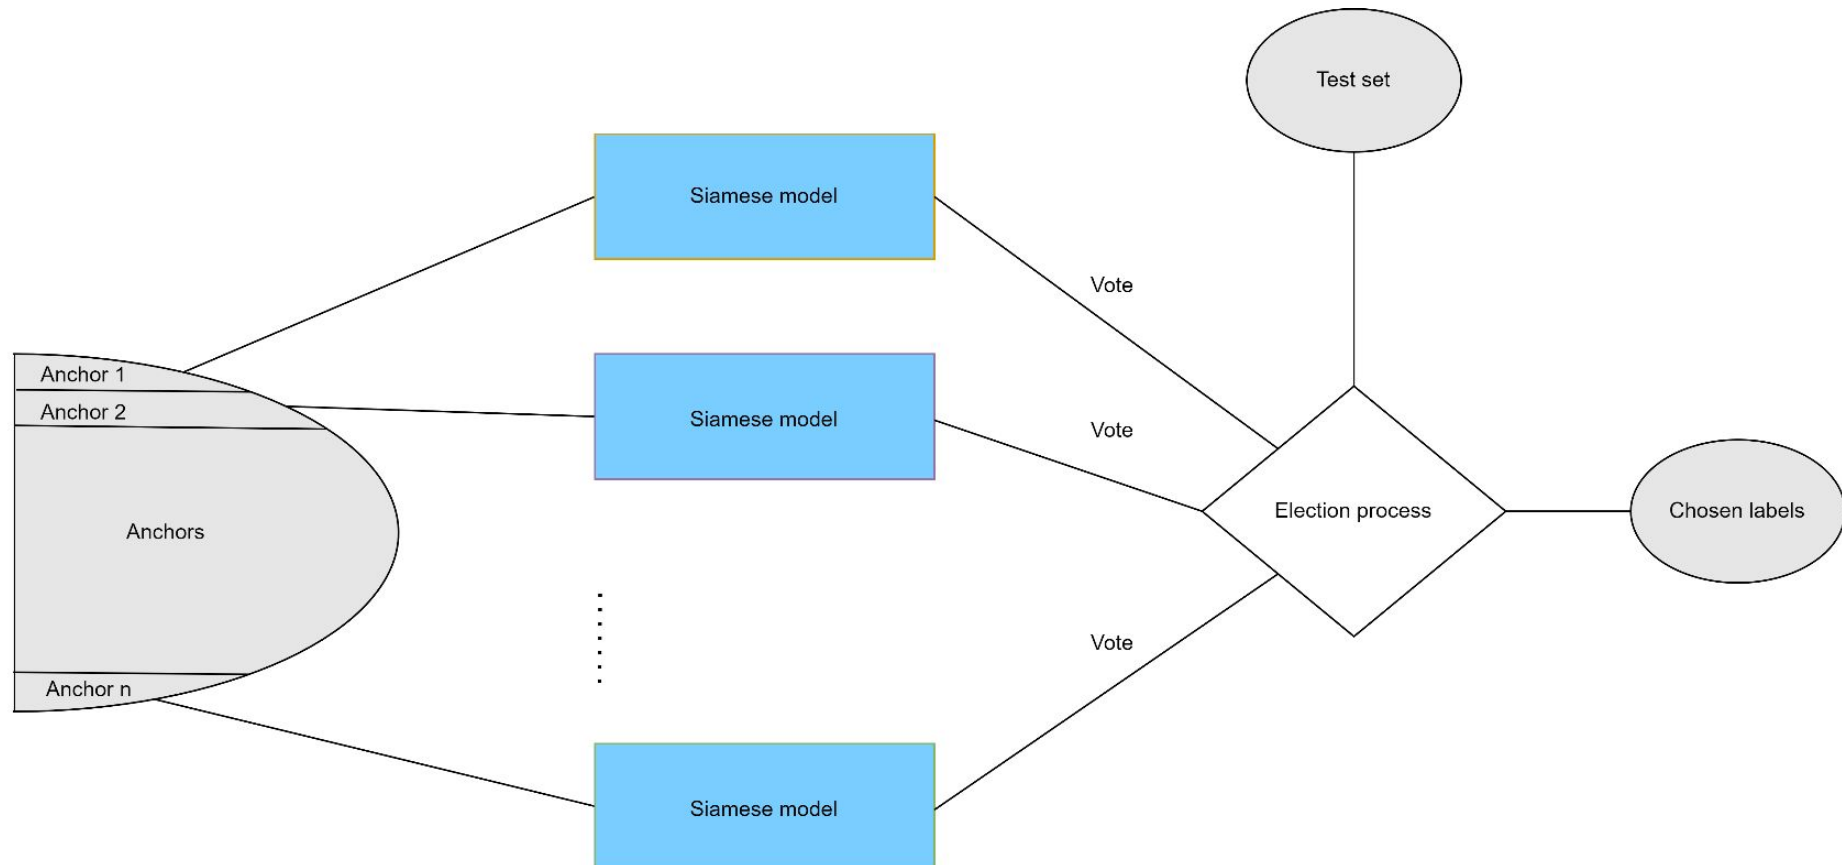 Test set
Siamese model
Vote
Anchor 1
Anchor 2
Siamese model
Vote
Anchors
Election process
Chosen labels
Vote
Anchor n
Siamese model